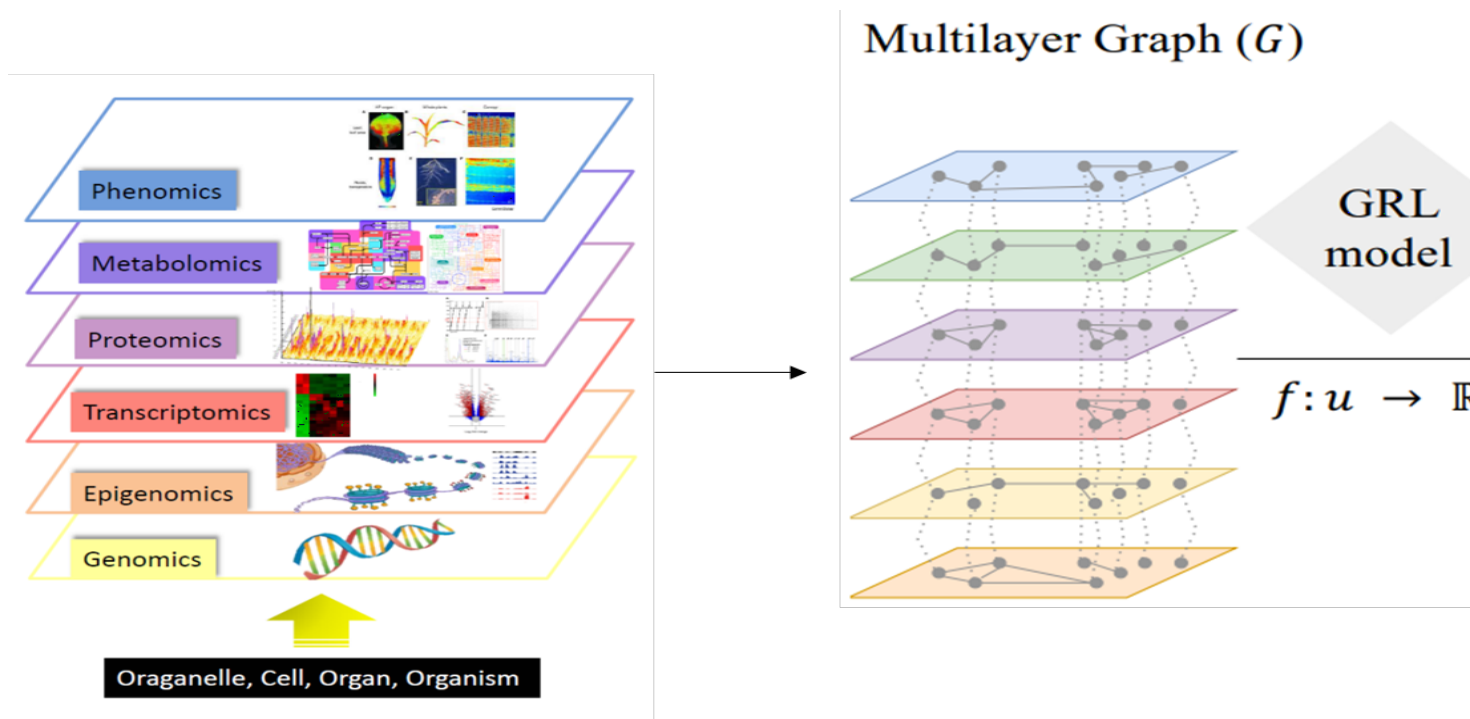 Phenomics
Metabolomics
Proteomics
Transcriptomics
Epigenomics
Genomics
Oraganelle, Cell, Organ, Organism
Multilayer Graph (G)
GRL
model
f: u → ℝ